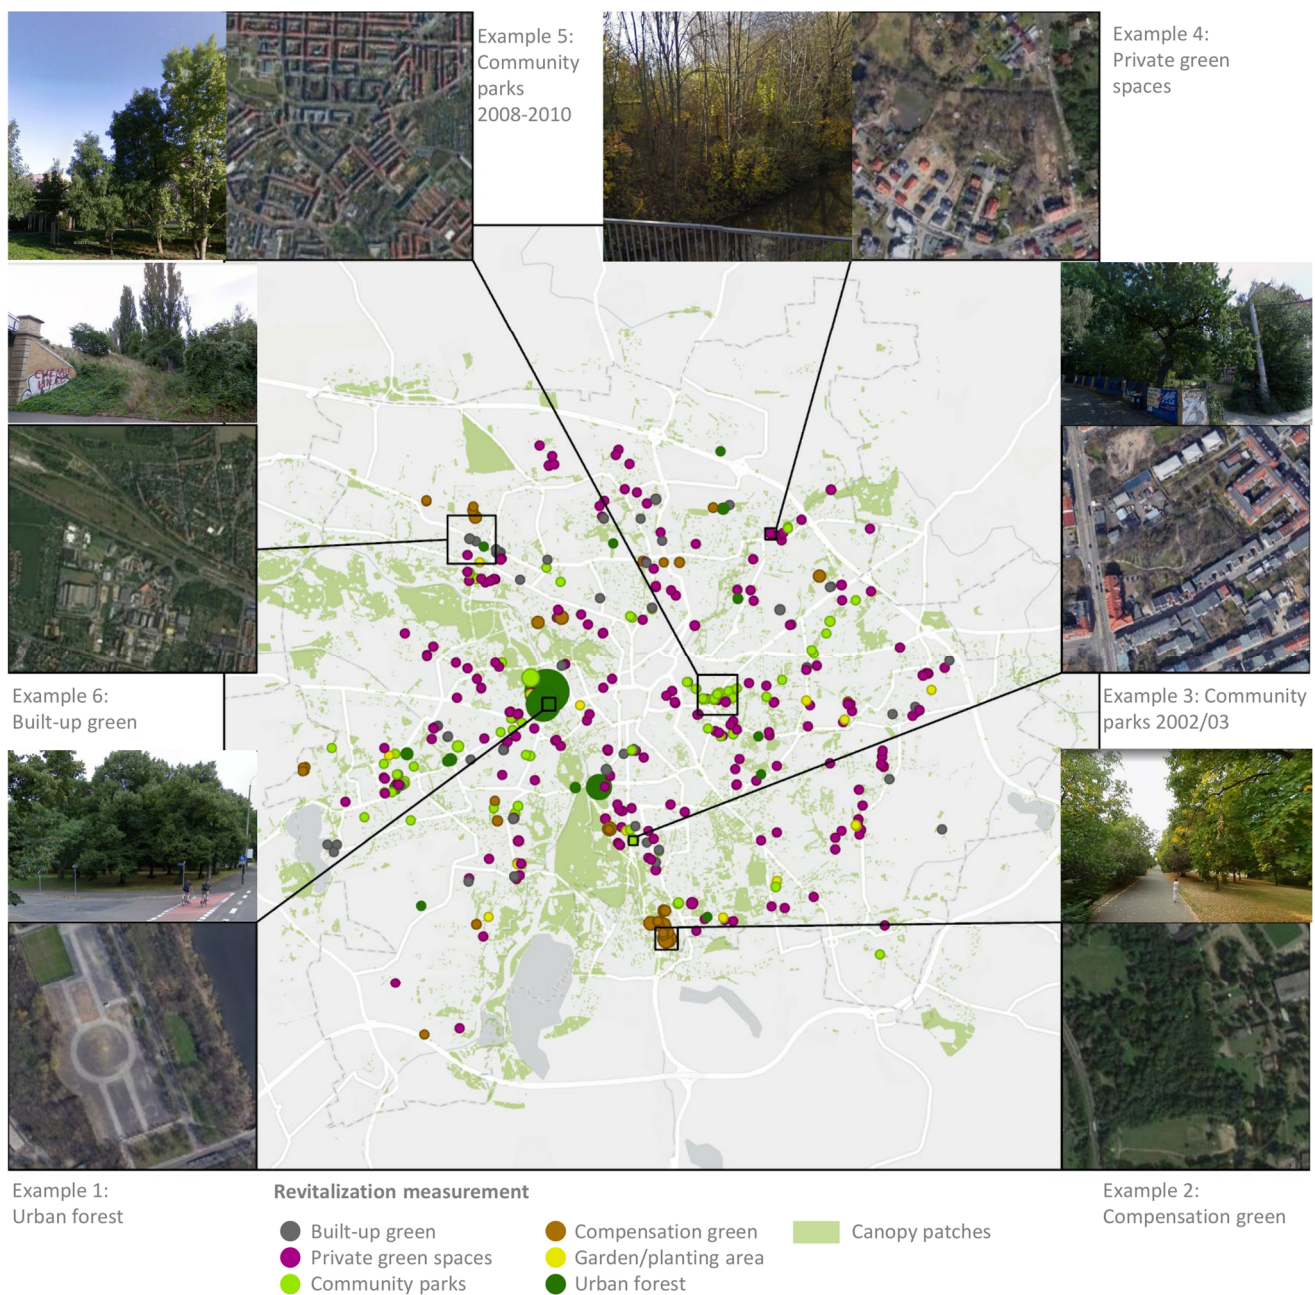 Example 5:
Community
parks
2008-2010
Example 4:
Private green
spaces
Example 6:
Built-up green
Example 3: Community
parks 2002/03
Example 1:
Urban forest
Example 2:
Compensation green
Revitalization measurement
Built-up green
Private green spaces
Community parks
Compensation green
Garden/planting area
Urban forest
Canopy patches